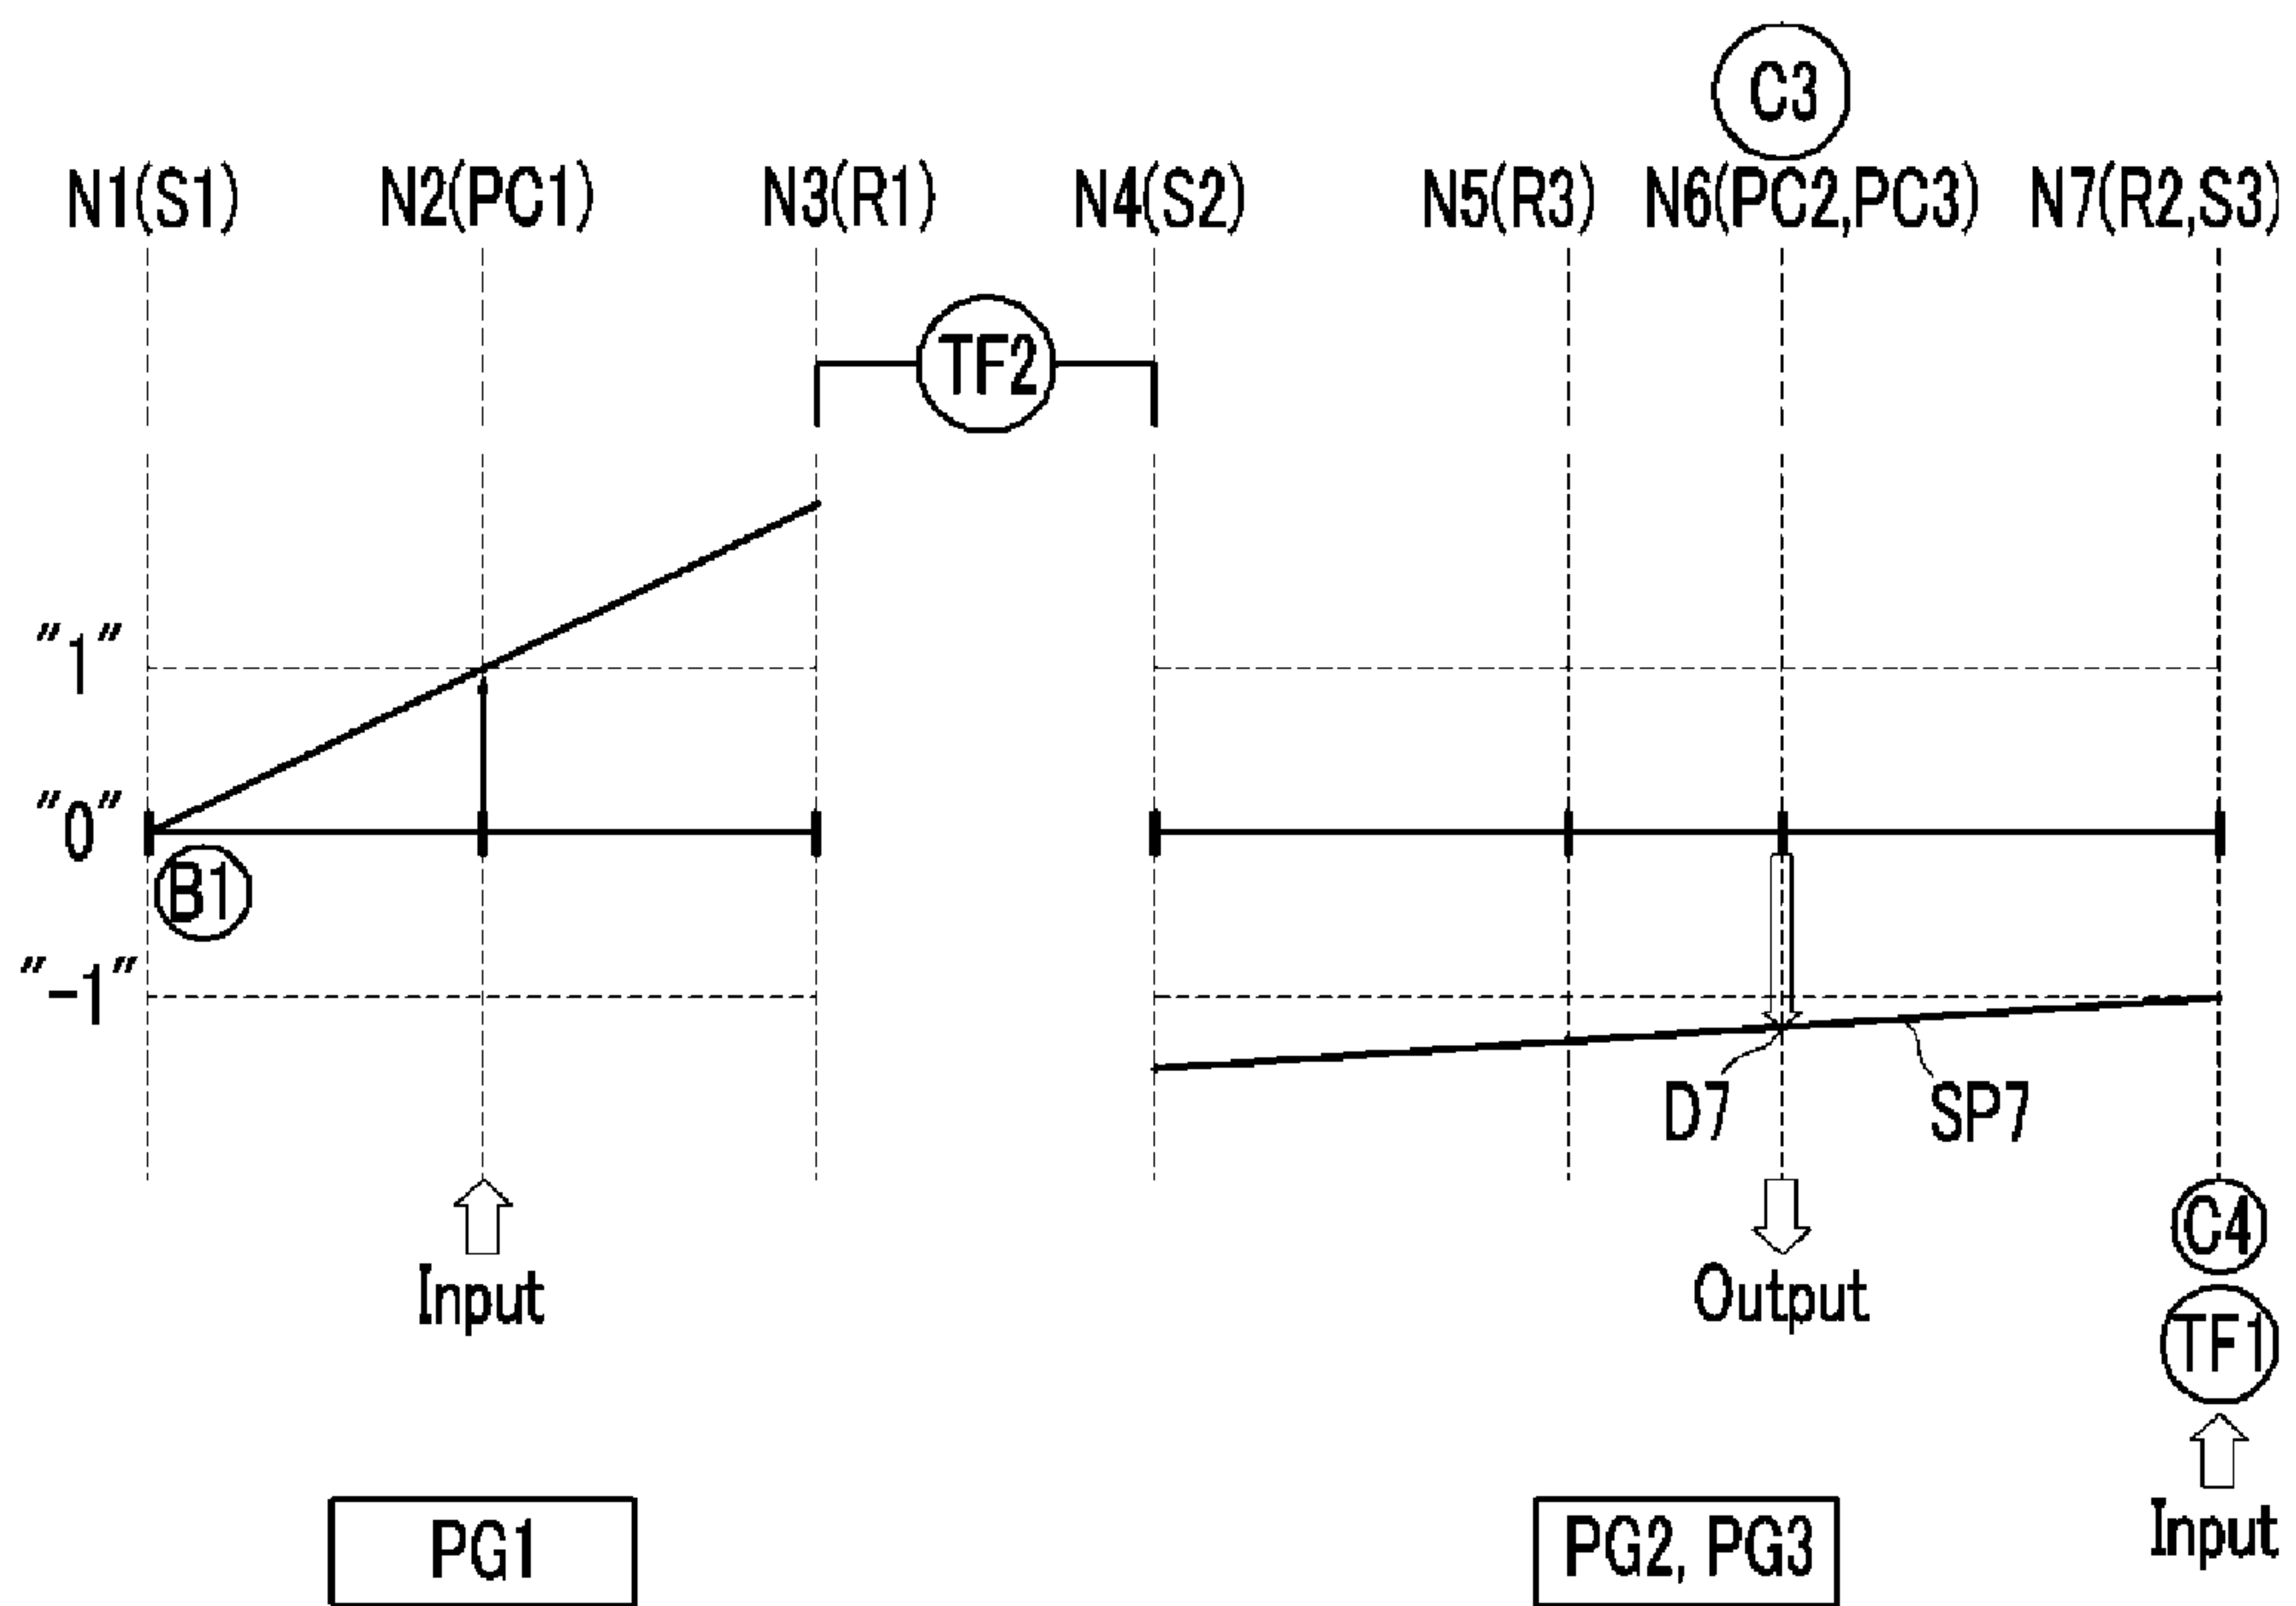 C3
N1(S1) N2(PC1) N3(R1) N4(S2) N5(R3) N6(PC2,PC3) N7(R2,S3)
TF2
"1"
"0"
B1
"-1"
D7 SP7
C4
Input Output
TF1
Input
PG1 PG2, PG3